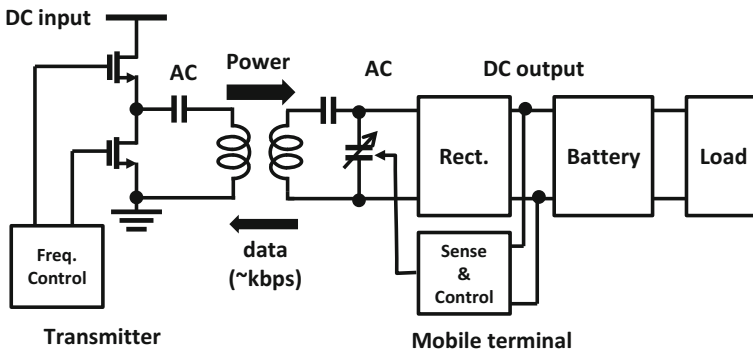 DC input
AC
Power
AC
DC output
Rect.
Battery
Load
Freq.
Control
data
(~kbps)
Sense
&
Control
Transmitter
Mobile terminal